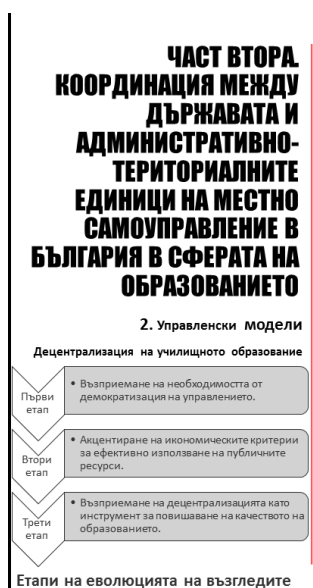 ЧАСТ ВТОРА.
КООРДИНАЦИЯ МЕЖДУ
ДЪРЖАВАТА И
АДМИНИСТРАТИВНО-
ТЕРИТОРИАЛНИТЕ
ЕДИНИЦИ НА МЕСТНО
САМОУПРАВЛЕНИЕ В
БЪЛГАРИЯ В СФЕРАТА НА
ОБРАЗОВАНИЕТО
2. Управленски модели
Децентрализация на училищното образование
Първи
етап
• Възприемане на необходимостта от
демократизация на управлението.
Втори
етап
• Акцентиране на икономическите критерии
за ефективно използване на публичните
ресурси.
Трети
етап
• Възприемане на децентрализацията като
инструмент за повишаване на качеството на
образованието.
Етапи на еволюцията на възгледите